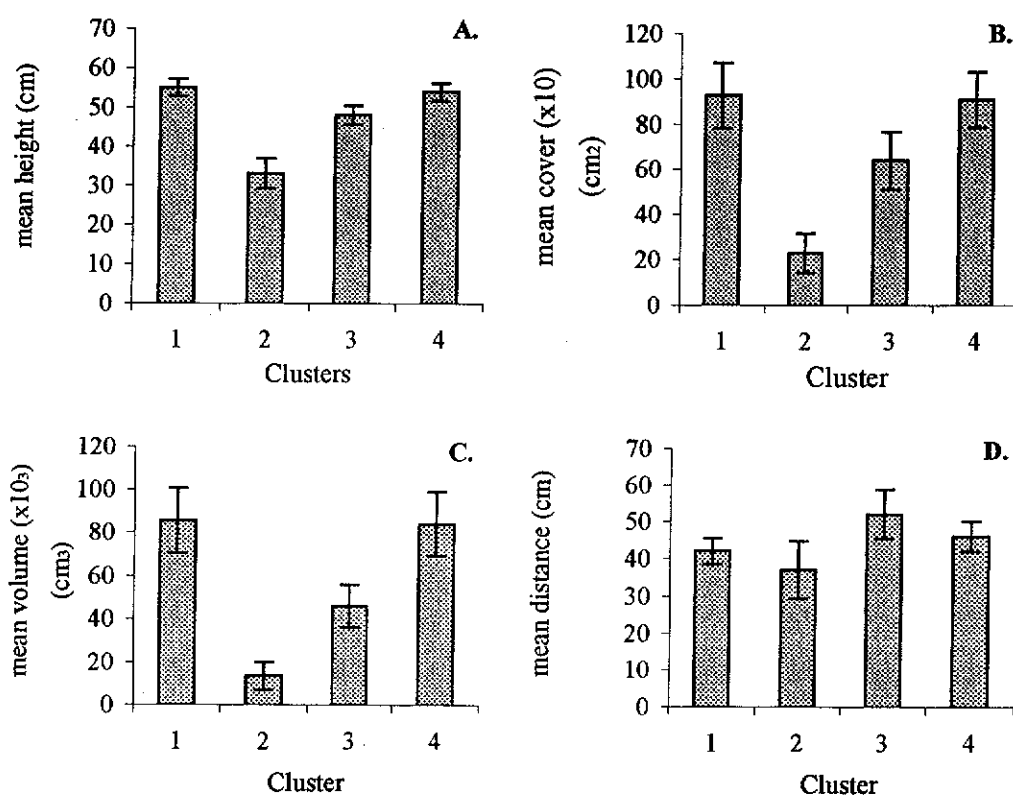 A.
mean height (cm)
70
60
50
40
30
20
10
0
1 2 3 4
Clusters
B.
mean cover (x10)
(cm2)
120
100
80
60
40
20
0
1 2 3 4
Cluster
C.
mean volume (x103)
(cm3)
120
100
80
60
40
20
0
1 2 3 4
Cluster
D.
mean distance (cm)
70
60
50
40
30
20
10
0
1 2 3 4
Cluster